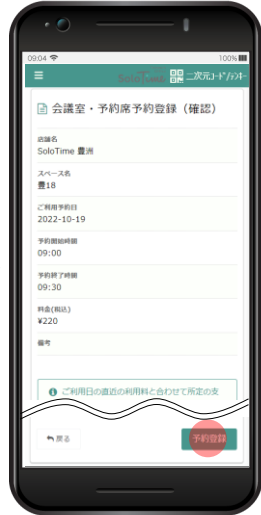 09:04
100%
SoloTime 二次元ｺｰﾄﾞ/ﾌｧｽﾄｷｰ
会議室・予約席予約登録（確認）
店舗名
SoloTime 豊洲
スペース名
豊18
ご利用予約日
2022-10-19
予約開始時間
09:00
予約終了時間
09:30
料金(税込)
¥220
備考
ご利用日の直近の利用料と合わせて所定の支
戻る
予約登録